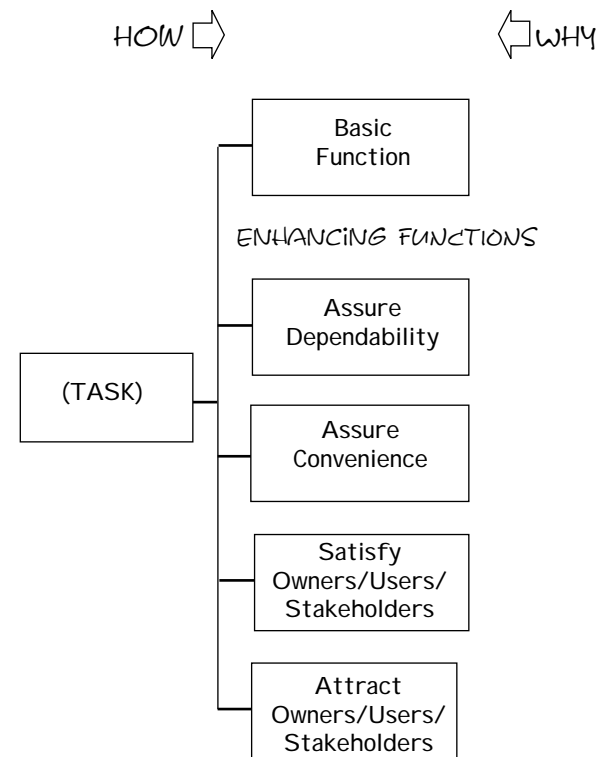 HOW
WHY
Basic
Function
ENHANCING FUNCTIONS
Assure
Dependability
(TASK)
Assure
Convenience
Satisfy
Owners/Users/
Stakeholders
Attract
Owners/Users/
Stakeholders